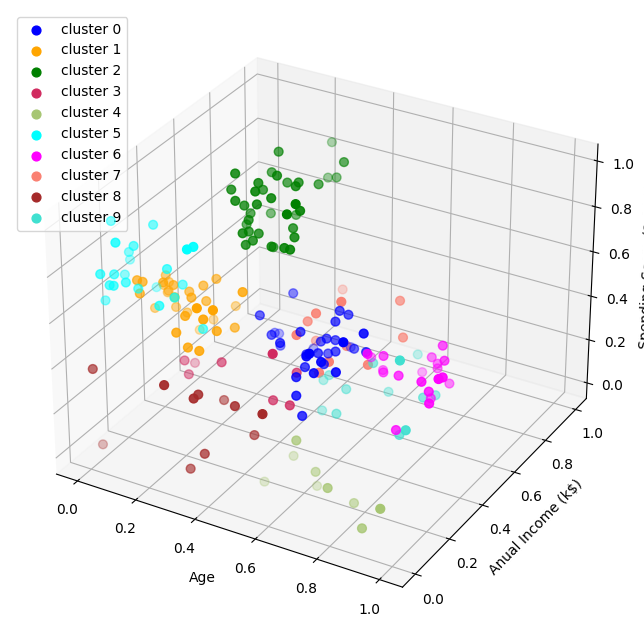 cluster 0
cluster 1
cluster 2
cluster 3
cluster 4
cluster 5
cluster 6
cluster 7
cluster 8
cluster 9
0.0
0.2
0.4
0.6
0.8
1.0
Age
0.0
0.2
0.4
0.6
0.8
1.0
Anual Income (k$)
0.0
0.2
0.4
0.6
0.8
1.0
Spending